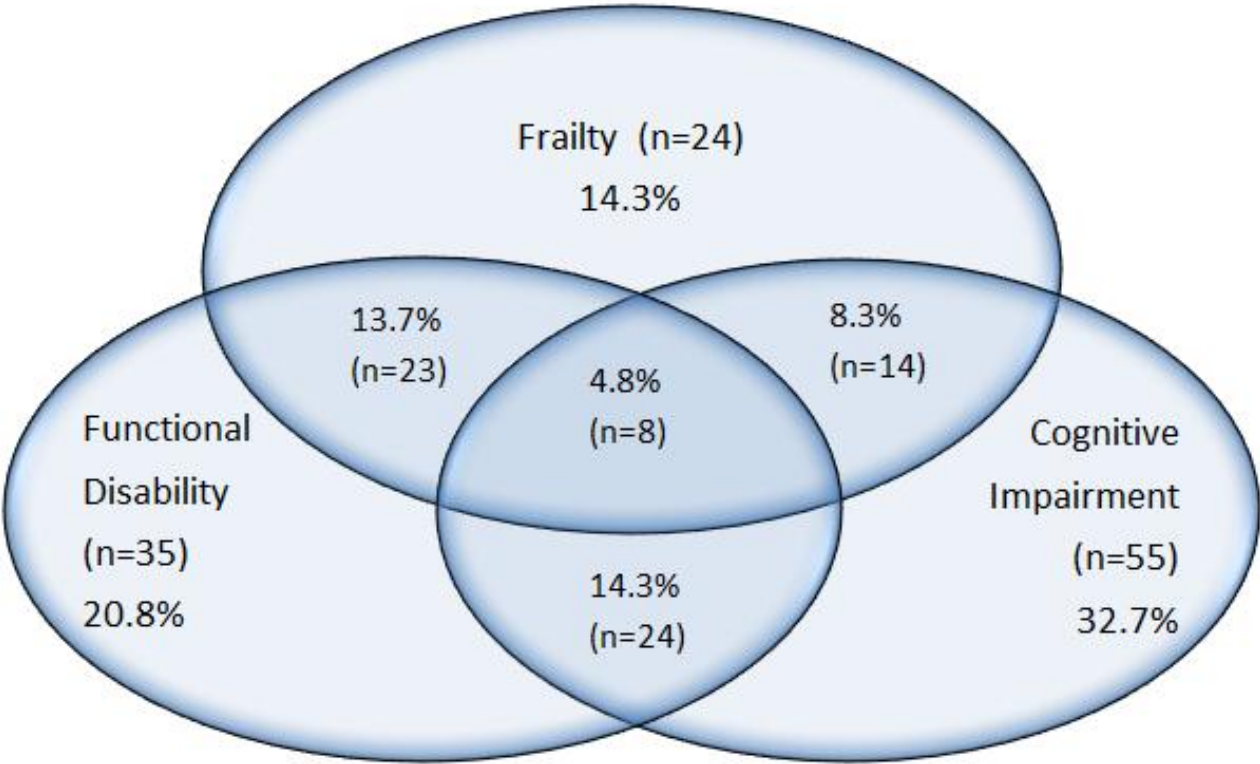 Frailty (n=24)
14.3%
13.7%
(n=23)
8.3%
(n=14)
4.8%
(n=8)
Functional
Disability
(n=35)
20.8%
Cognitive
Impairment
(n=55)
32.7%
14.3%
(n=24)